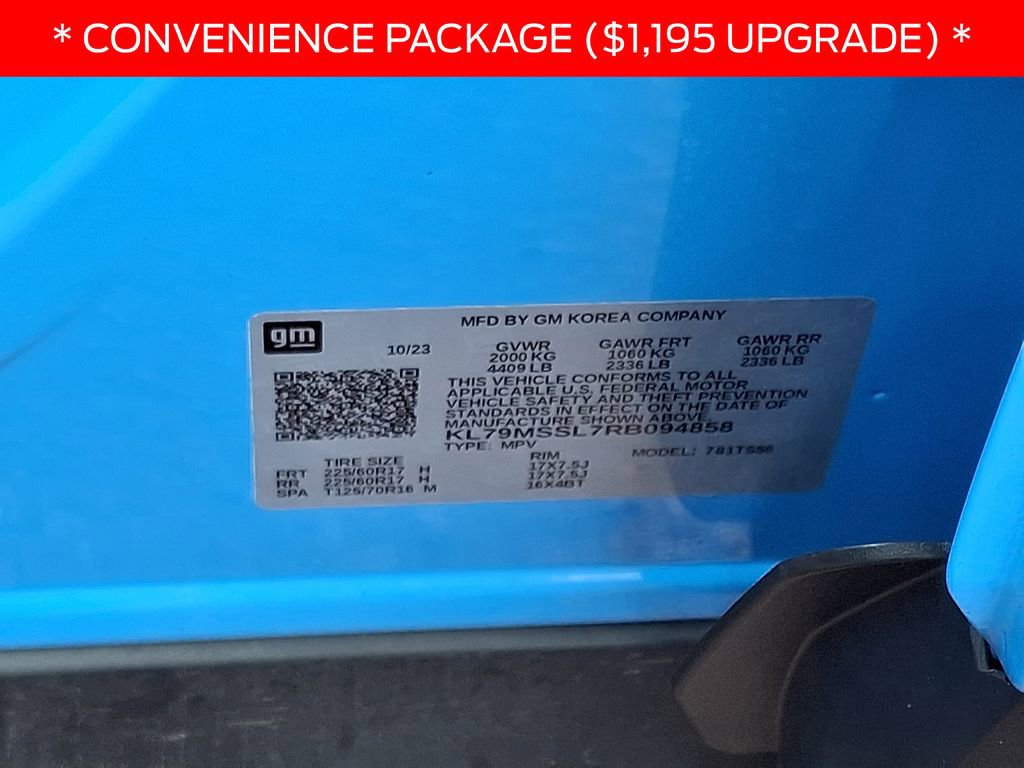 * CONVENIENCE PACKAGE ($1,195 UPGRADE) *
gm
MFD BY GM KOREA COMPANY
10/23 GVWR GAWR FRT GAWR RR
2000 KG 1060 KG 1060 KG
4409 LB 2336 LB 2336 LB
THIS VEHICLE CONFORMS TO ALL
APPLICABLE U.S. FEDERAL MOTOR
VEHICLE SAFETY AND THEFT PREVENTION
STANDARDS IN EFFECT ON THE DATE OF
MANUFACTURE SHOWN ABOVE.
KL79MSSL7RB094858
TYPE: MPV MODEL:
TIRE SIZE RIM
FRT 225/60R17 H 17X7.5J
RR 225/60R17 H 17X7.5J
SPA T125/70R16 M 16X4BT